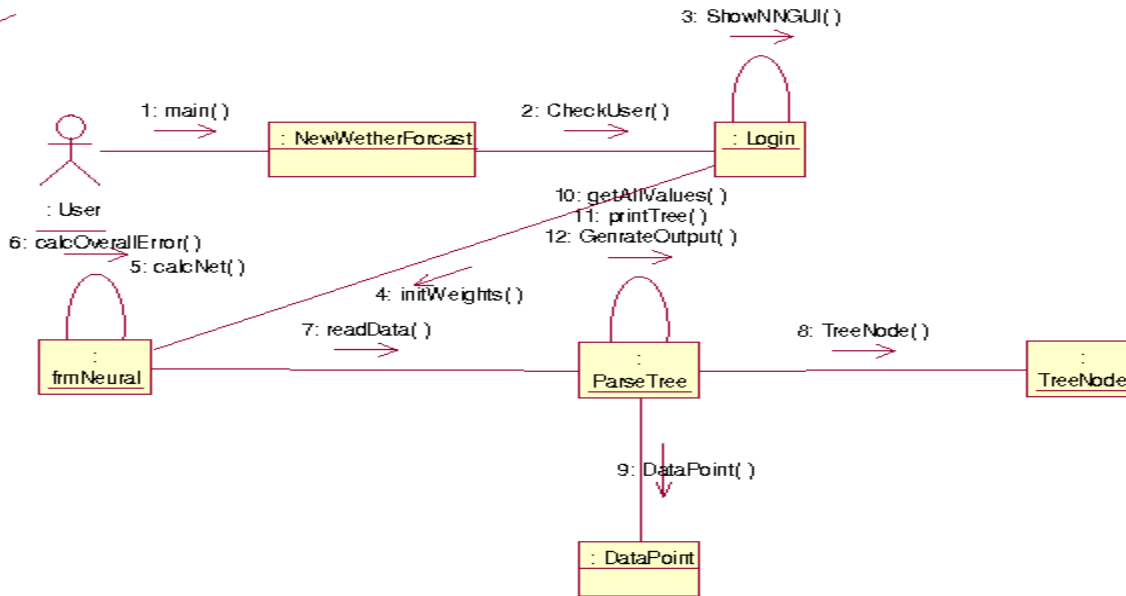 3: ShowNNGUI( )
1: main( )
2: CheckUser( )
: NewWetherForcast
: Login
: User
10: getAllValues( )
11: printTree( )
12: GenrateOutput( )
6: calcOverallError( )
5: calcNet( )
4: initWeights( )
7: readData( )
8: TreeNode( )
:
frmNeural
:
ParseTree
:
TreeNode
9: DataPoint( )
: DataPoint